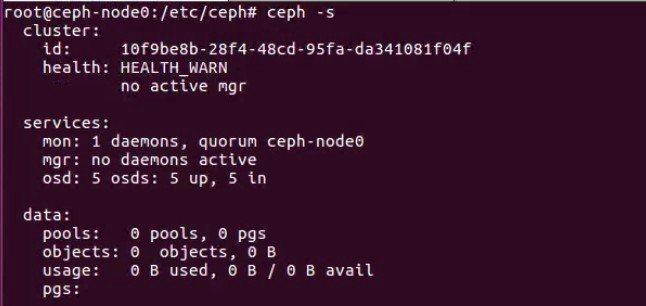 root@ceph-node0:/etc/ceph# ceph -s
  cluster:
    id:     10f9be8b-28f4-48cd-95fa-da341081f04f
    health: HEALTH_WARN
            no active mgr

  services:
    mon: 1 daemons, quorum ceph-node0
    mgr: no daemons active
    osd: 5 osds: 5 up, 5 in

  data:
    pools:   0 pools, 0 pgs
    objects: 0  objects, 0 B
    usage:   0 B used, 0 B / 0 B avail
    pgs: